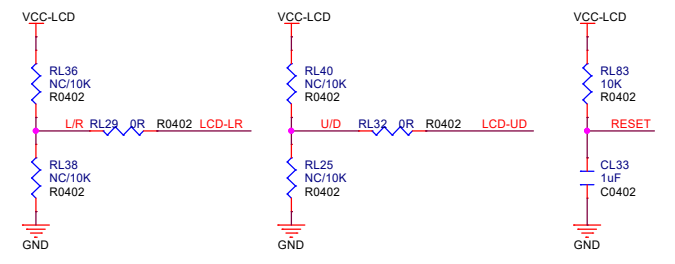 VCC-LCD
RL36
NC/10K
R0402
L/R RL29 0R R0402 LCD-LR
RL38
NC/10K
R0402
GND
VCC-LCD
RL40
NC/10K
R0402
U/D RL32 0R R0402 LCD-UD
RL25
NC/10K
R0402
GND
VCC-LCD
RL83
10K
R0402
RESET
CL33
1uF
C0402
GND